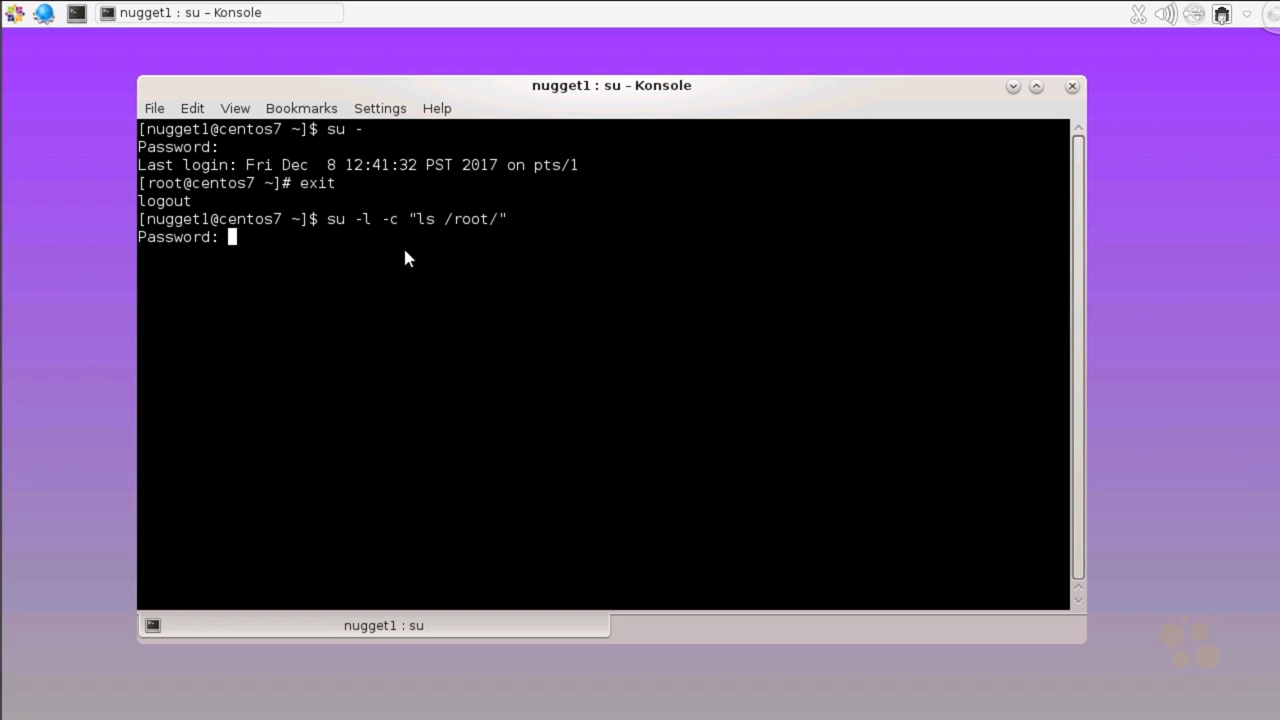 nugget1 : su – Konsole
nugget1 : su – Konsole
File Edit View Bookmarks Settings Help
[nugget1@centos7 ~]$ su -
Password:
Last login: Fri Dec  8 12:41:32 PST 2017 on pts/1
[root@centos7 ~]# exit
logout
[nugget1@centos7 ~]$ su -l -c "ls /root/"
Password:
nugget1 : su